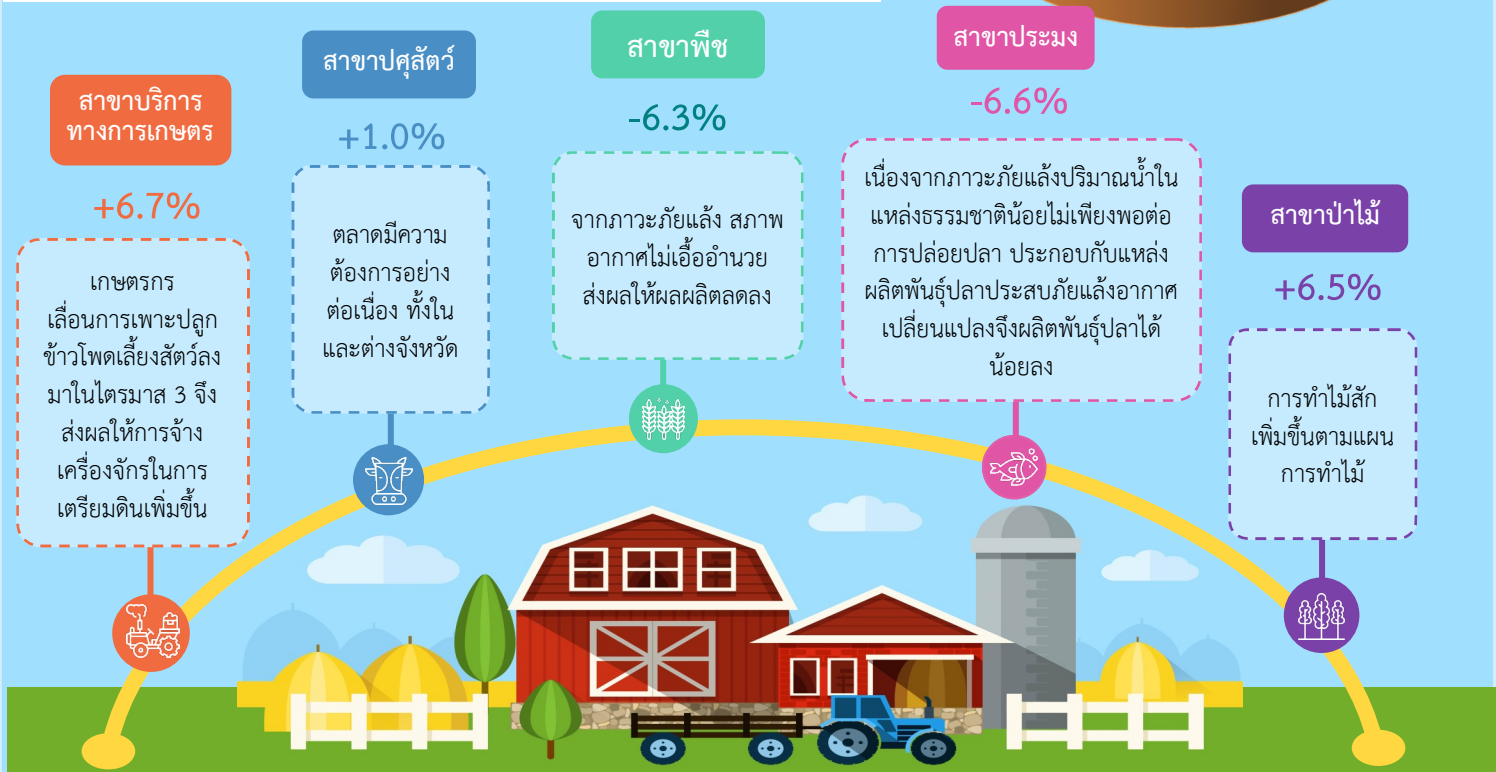 สาขาบริการ
ทางการเกษตร
+6.7%
เกษตรกร
เลื่อนการเพาะปลูก
ข้าวโพดเลี้ยงสัตว์ลง
มาในไตรมาส 3 จึง
ส่งผลให้การจ้าง
เครื่องจักรในการ
เตรียมดินเพิ่มขึ้น
สาขาปศุสัตว์
+1.0%
ตลาดมีความ
ต้องการอย่าง
ต่อเนื่อง ทั้งใน
และต่างจังหวัด
สาขาพืช
-6.3%
จากภาวะภัยแล้ง สภาพ
อากาศไม่เอื้ออำนวย
ส่งผลให้ผลผลิตลดลง
สาขาประมง
-6.6%
เนื่องจากภาวะภัยแล้งปริมาณน้ำใน
แหล่งธรรมชาติน้อยไม่เพียงพอต่อ
การปล่อยปลา ประกอบกับแหล่ง
ผลิตพันธุ์ปลาประสบภัยแล้งอากาศ
เปลี่ยนแปลงจึงผลิตพันธุ์ปลาได้
น้อยลง
สาขาป่าไม้
+6.5%
การทำไม้สัก
เพิ่มขึ้นตามแผน
การทำไม้